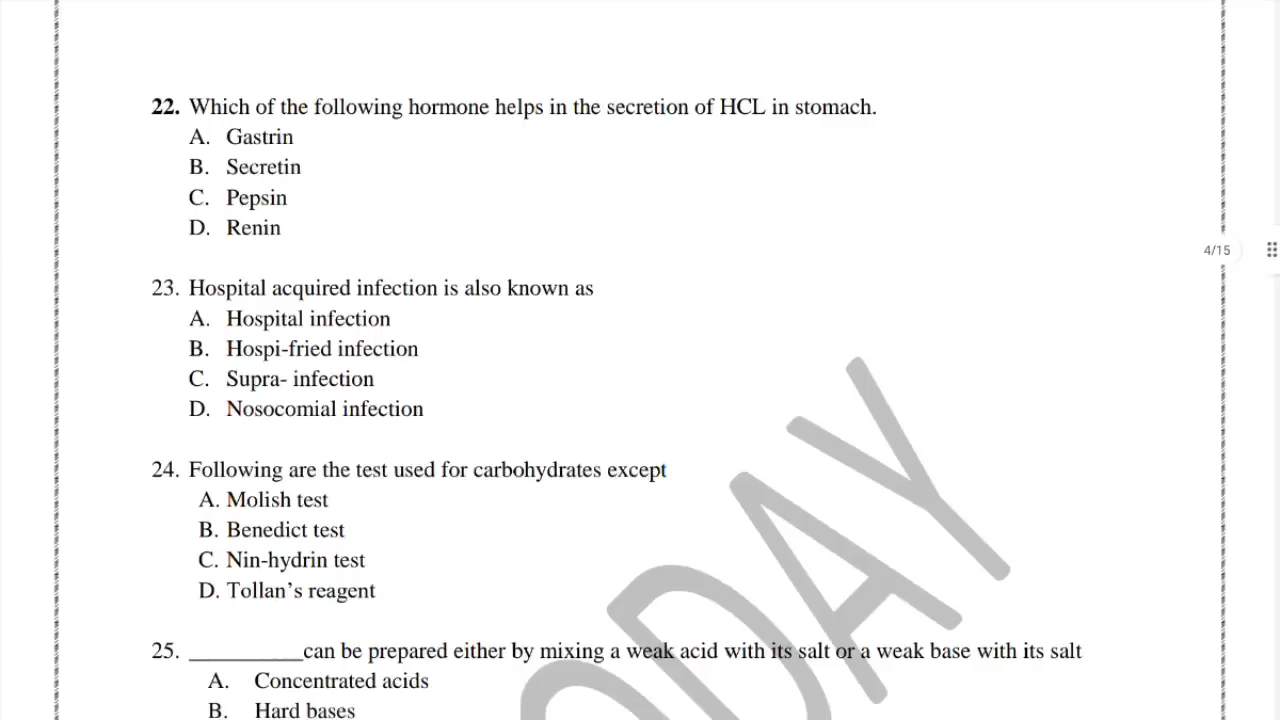 22. Which of the following hormone helps in the secretion of HCL in stomach.
A. Gastrin
B. Secretin
C. Pepsin
D. Renin
4/15
23. Hospital acquired infection is also known as
A. Hospital infection
B. Hospi-fried infection
C. Supra- infection
D. Nosocomial infection
24. Following are the test used for carbohydrates except
A. Molish test
B. Benedict test
C. Nin-hydrin test
D. Tollan’s reagent
25. __________can be prepared either by mixing a weak acid with its salt or a weak base with its salt
A. Concentrated acids
B. Hard bases
ODAY